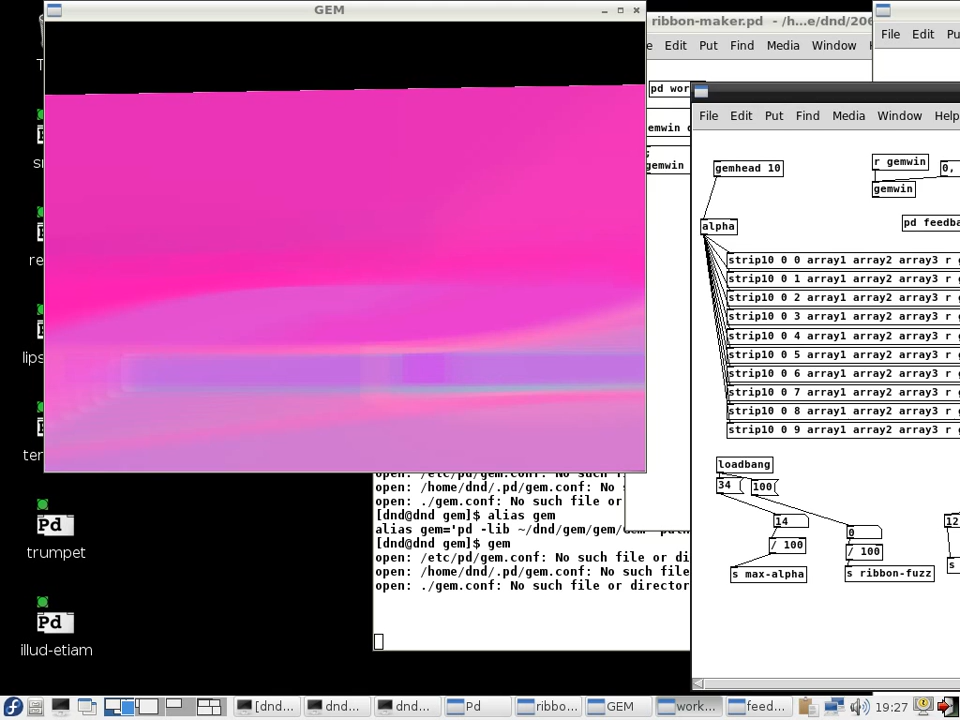 GEM
ribbon-maker.pd - /h...e/dnd/206
Edit Put Find Media Window
File Edit
File Edit Put Find Media Window Help
gemwin
gemhead 10
r gemwin
0,
gemwin
alpha
strip10 0 0 array1 array2 array3 r
strip10 0 1 array1 array2 array3 r
strip10 0 2 array1 array2 array3 r
strip10 0 3 array1 array2 array3 r
strip10 0 4 array1 array2 array3 r
strip10 0 5 array1 array2 array3 r
strip10 0 6 array1 array2 array3 r
strip10 0 7 array1 array2 array3 r
strip10 0 8 array1 array2 array3 r
strip10 0 9 array1 array2 array3 r
loadbang
34
100
14
0
12
/ 100
/ 100
s max-alpha
s ribbon-fuzz
s
open: /etc/pd/gem.conf: No such
open: /home/dnd/.pd/gem.conf: No
open: ./gem.conf: No such file or
[dnd@dnd gem]$ alias gem
alias gem='pd -lib ~/dnd/gem/gem/
[dnd@dnd gem]$ gem
open: /etc/pd/gem.conf: No such file or di
open: /home/dnd/.pd/gem.conf: No such file
open: ./gem.conf: No such file or director
Pd
trumpet
Pd
illud-etiam
[dnd...
dnd...
dnd...
Pd
ribbo...
GEM
work...
feed...
19:27